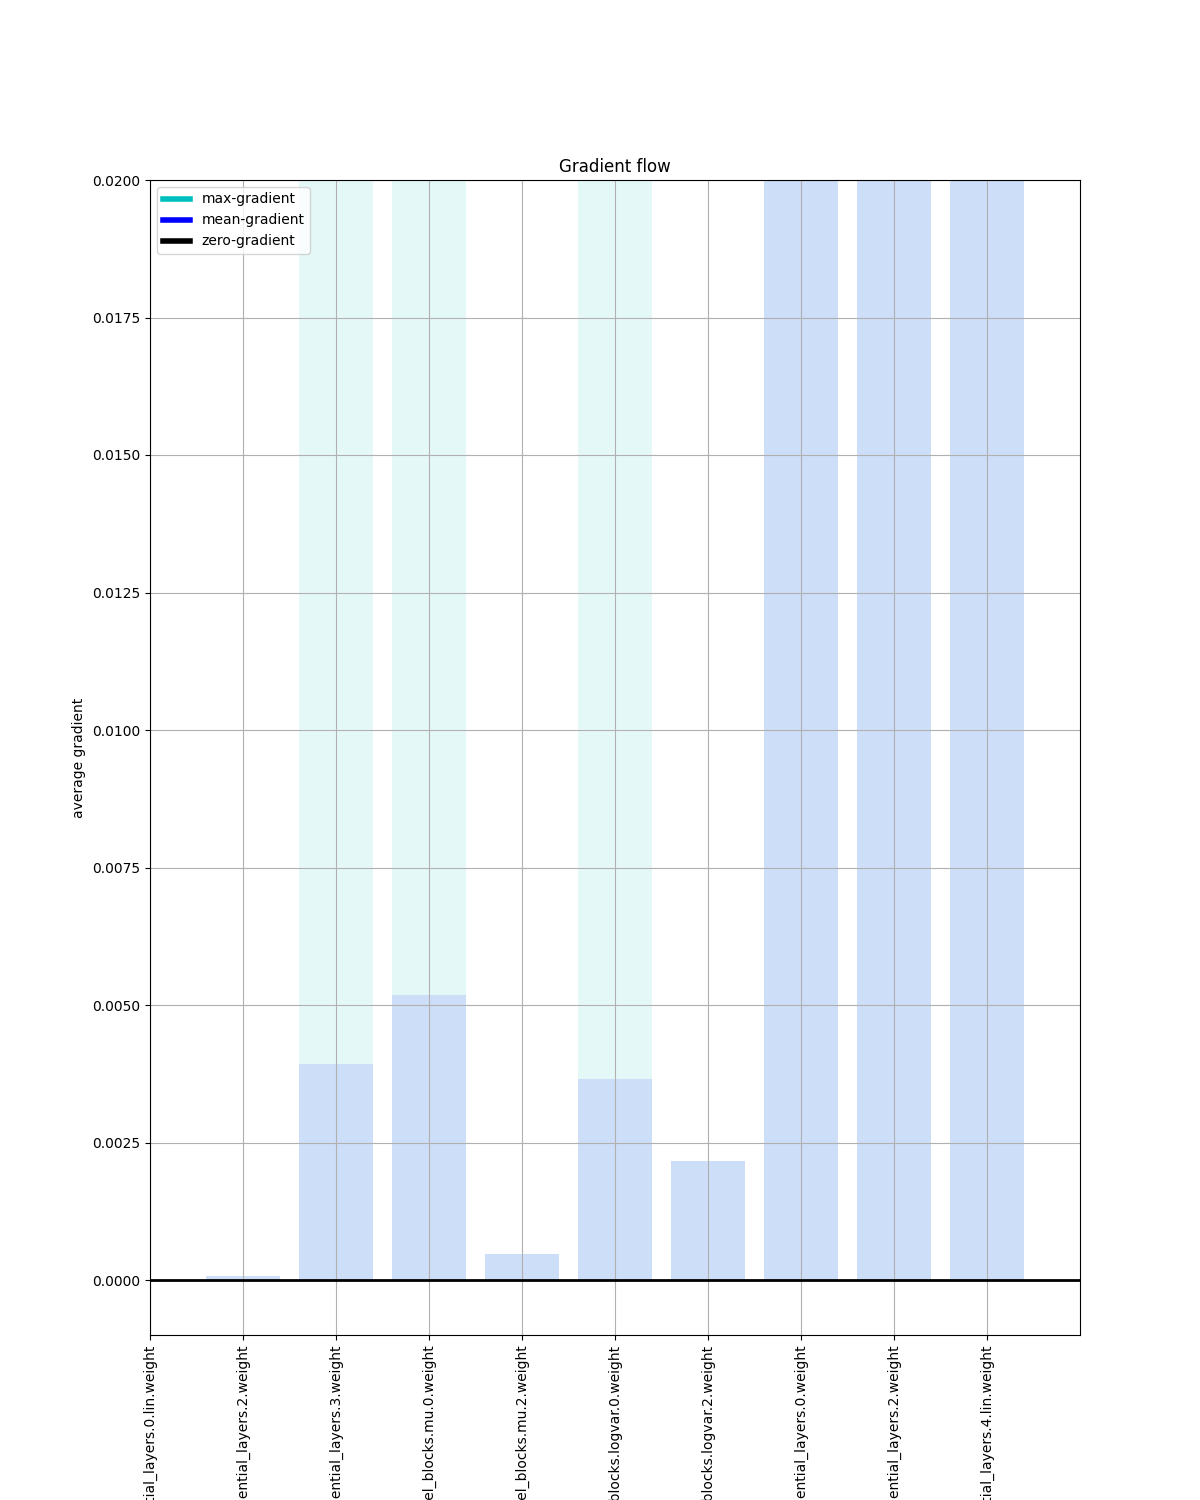 Gradient flow
max-gradient
mean-gradient
zero-gradient
0.0200
0.0175
0.0150
0.0125
0.0100
0.0075
0.0050
0.0025
0.0000
average gradient
tial_layers.0.lin.weight
ential_layers.2.weight
ential_layers.3.weight
el_blocks.mu.0.weight
el_blocks.mu.2.weight
blocks.logvar.0.weight
blocks.logvar.2.weight
ential_layers.0.weight
ential_layers.2.weight
tial_layers.4.lin.weight